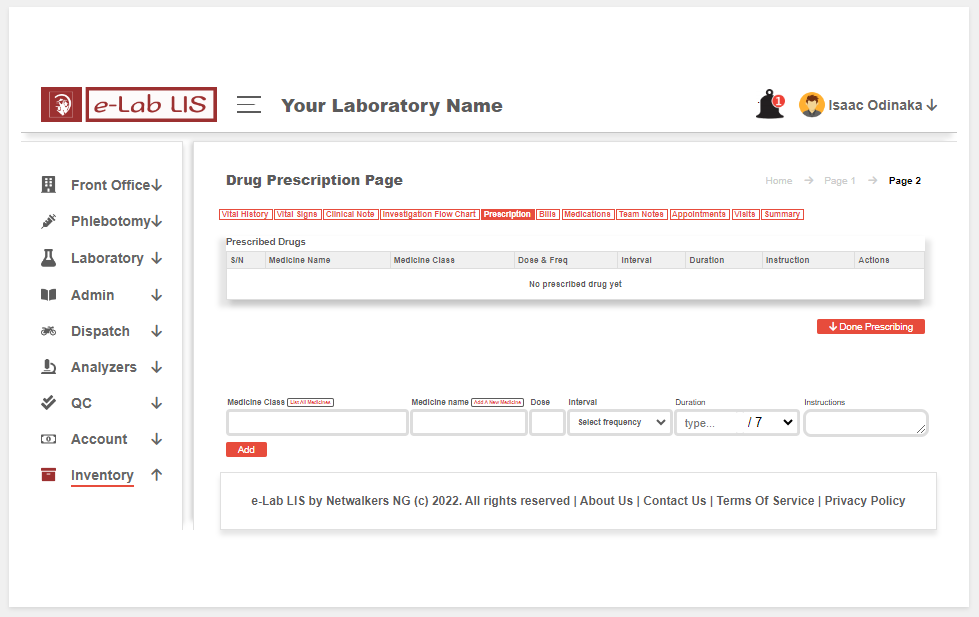 e-Lab LIS
Your Laboratory Name
1
Isaac Odinaka
Front Office
Phlebotomy
Laboratory
Admin
Dispatch
Analyzers
QC
Account
Inventory
Drug Prescription Page
Home → Page 1 → Page 2
Vital History Vital Signs Clinical Note Investigation Flow Chart Prescription Bills Medications Team Notes Appointments Visits Summary
Prescribed Drugs
S/N Medicine Name Medicine Class Dose & Freq Interval Duration Instruction Actions
No prescribed drug yet
Done Prescribing
Medicine Class List All Medicines Medicine name Add A New Medicine Dose Interval Duration Instructions
Select frequency type... / 7
Add
e-Lab LIS by Netwalkers NG (c) 2022. All rights reserved | About Us | Contact Us | Terms Of Service | Privacy Policy